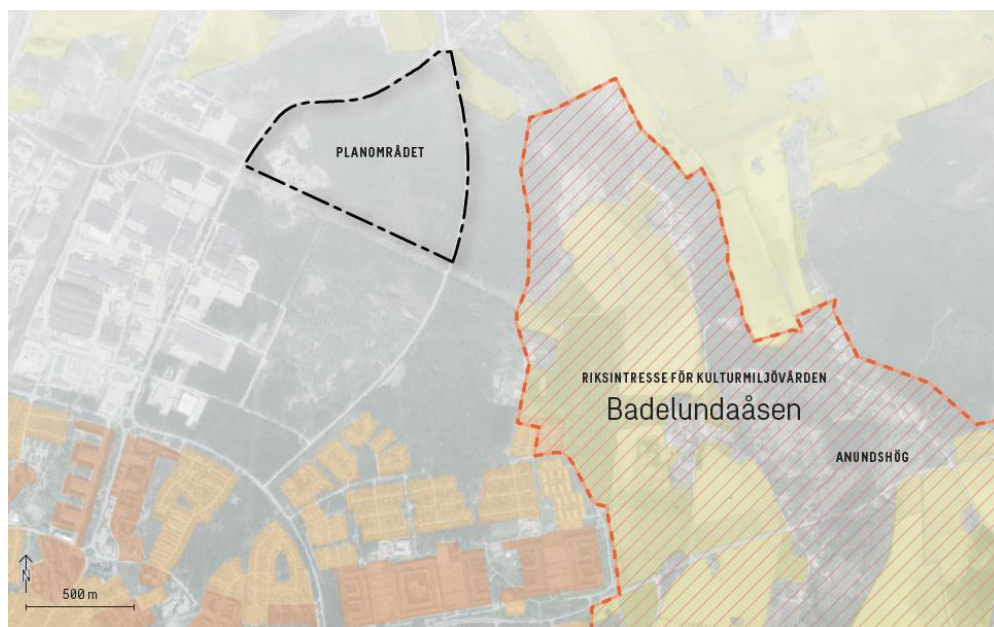 PLANOMRÅDET
RIKSINTRESSE FÖR KULTURMILJÖVÅRDEN
Badelundaåsen
ANUNDSHÖG
N
500 m